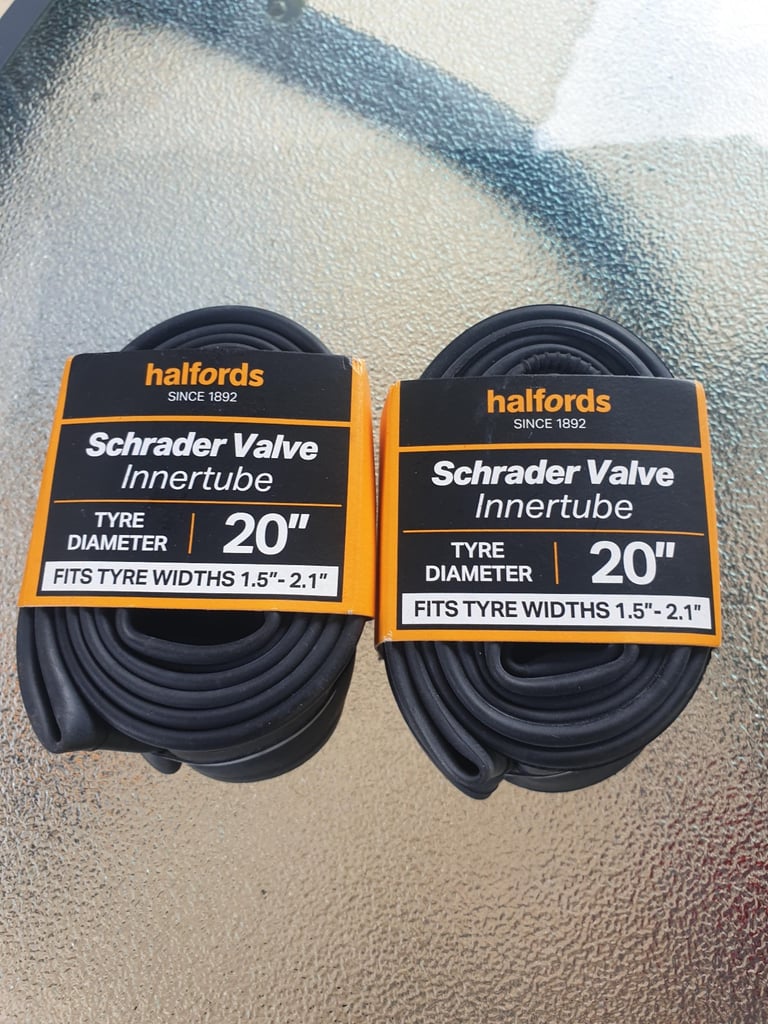 halfords
SINCE 1892
Schrader Valve
Innertube
TYRE
DIAMETER
20"
FITS TYRE WIDTHS 1.5"- 2.1"
halfords
SINCE 1892
Schrader Valve
Innertube
TYRE
DIAMETER
20"
FITS TYRE WIDTHS 1.5"- 2.1"